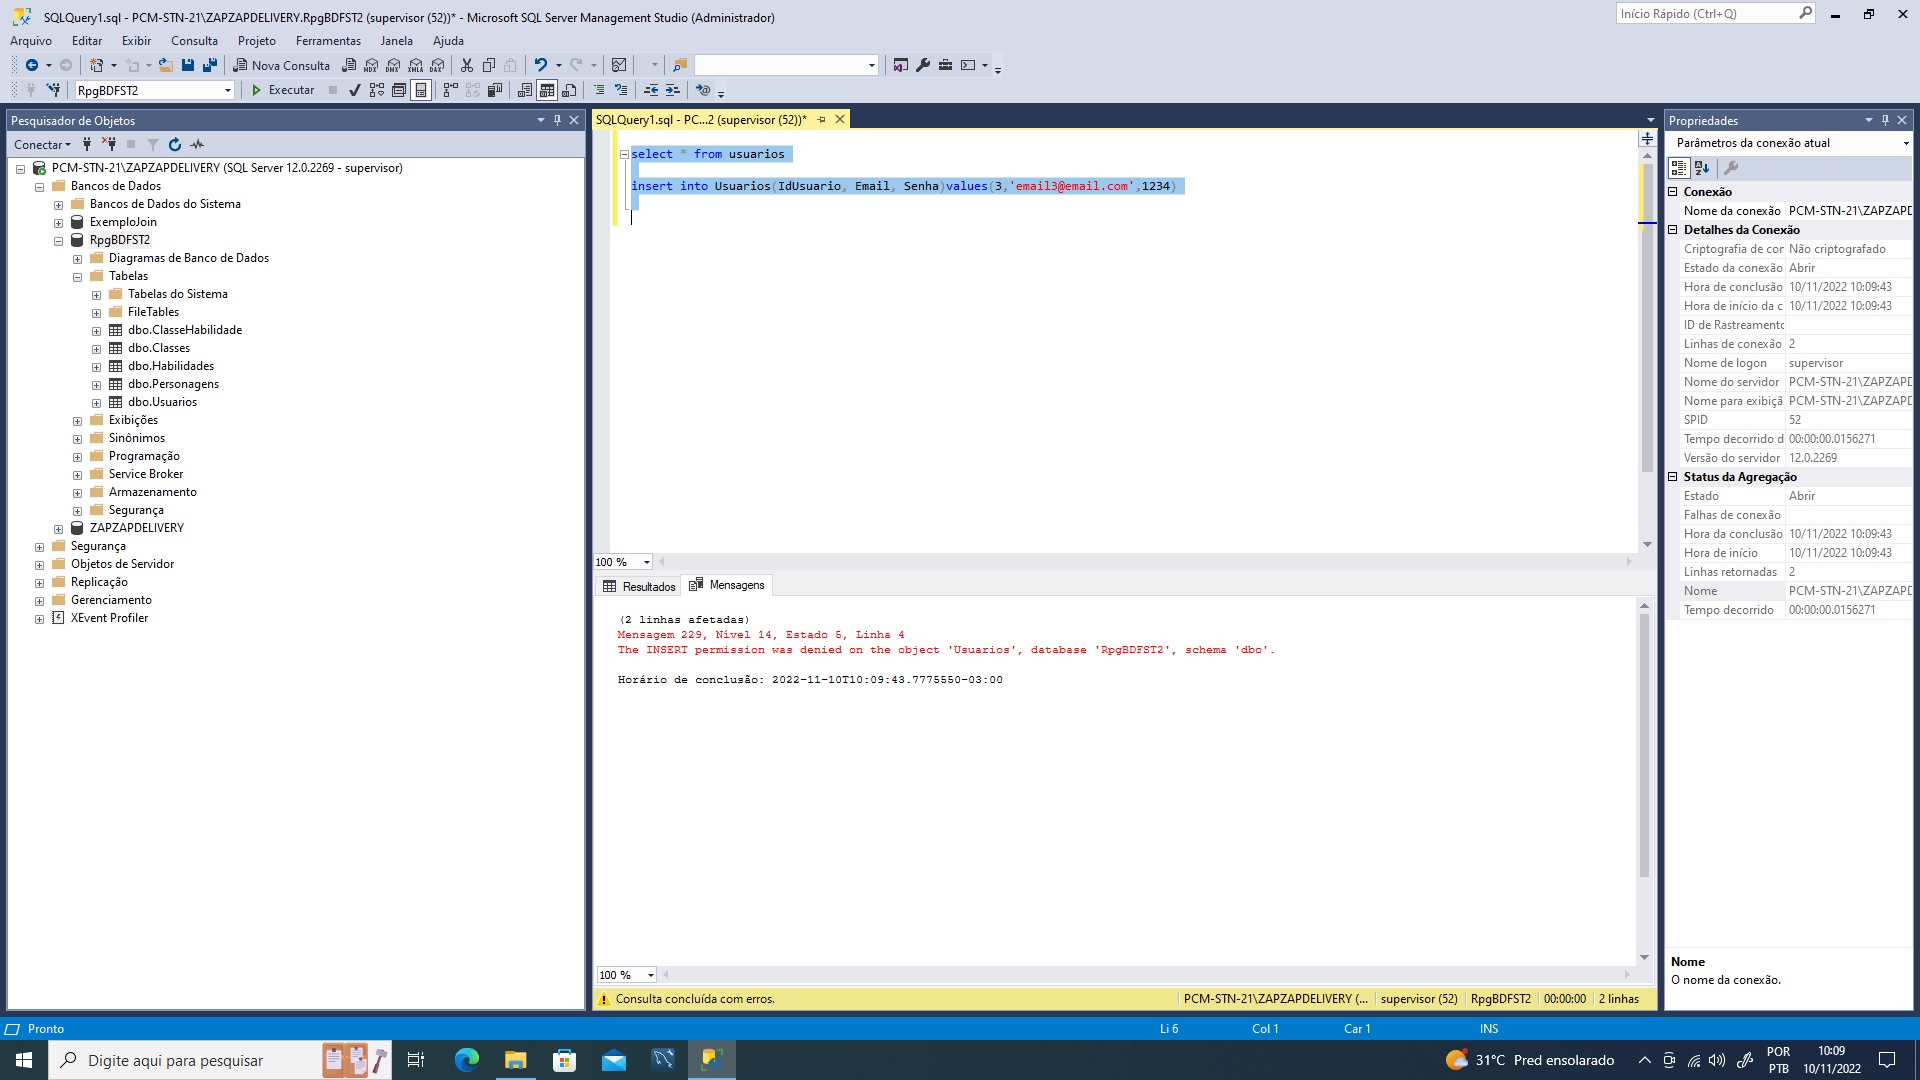 SQLQuery1.sql - PCM-STN-21\ZAPZAPDELIVERY.RpgBDFST2 (supervisor (52))* - Microsoft SQL Server Management Studio (Administrador)
Início Rápido (Ctrl+Q)
Arquivo Editar Exibir Consulta Projeto Ferramentas Janela Ajuda
Nova Consulta
MDX DMX XMLA DAX
RpgBDFST2
Executar
Pesquisador de Objetos
Conectar
PCM-STN-21\ZAPZAPDELIVERY (SQL Server 12.0.2269 - supervisor)
Bancos de Dados
Bancos de Dados do Sistema
ExemploJoin
RpgBDFST2
Diagramas de Banco de Dados
Tabelas
Tabelas do Sistema
FileTables
dbo.ClasseHabilidade
dbo.Classes
dbo.Habilidades
dbo.Personagens
dbo.Usuarios
Exibições
Sinônimos
Programação
Service Broker
Armazenamento
Segurança
ZAPZAPDELIVERY
Segurança
Objetos de Servidor
Replicação
Gerenciamento
XEvent Profiler
SQLQuery1.sql - PC...2 (supervisor (52))*
select * from usuarios
insert into Usuarios(IdUsuario, Email, Senha)values(3,'email3@email.com',1234)
100 %
Resultados Mensagens
(2 linhas afetadas)
Mensagem 229, Nível 14, Estado 5, Linha 4
The INSERT permission was denied on the object 'Usuarios', database 'RpgBDFST2', schema 'dbo'.
Horário de conclusão: 2022-11-10T10:09:43.7775550-03:00
100 %
Consulta concluída com erros.
PCM-STN-21\ZAPZAPDELIVERY (... supervisor (52) RpgBDFST2 00:00:00 2 linhas
Propriedades
Parâmetros da conexão atual
Conexão
Nome da conexão PCM-STN-21\ZAPZAPD
Detalhes da Conexão
Criptografia de cor Não criptografado
Estado da conexão Abrir
Hora de conclusão 10/11/2022 10:09:43
Hora de início da c 10/11/2022 10:09:43
ID de Rastreamento
Linhas de conexão 2
Nome de logon supervisor
Nome do servidor PCM-STN-21\ZAPZAPD
Nome para exibiçã PCM-STN-21\ZAPZAPD
SPID 52
Tempo decorrido d 00:00:00.0156271
Versão do servidor 12.0.2269
Status da Agregação
Estado Abrir
Falhas de conexão
Hora da conclusão 10/11/2022 10:09:43
Hora de início 10/11/2022 10:09:43
Linhas retornadas 2
Nome PCM-STN-21\ZAPZAPD
Tempo decorrido 00:00:00.0156271
Nome
O nome da conexão.
Pronto
Li 6 Col 1 Car 1 INS
Digite aqui para pesquisar
31°C Pred ensolarado
POR
PTB
10:09
10/11/2022